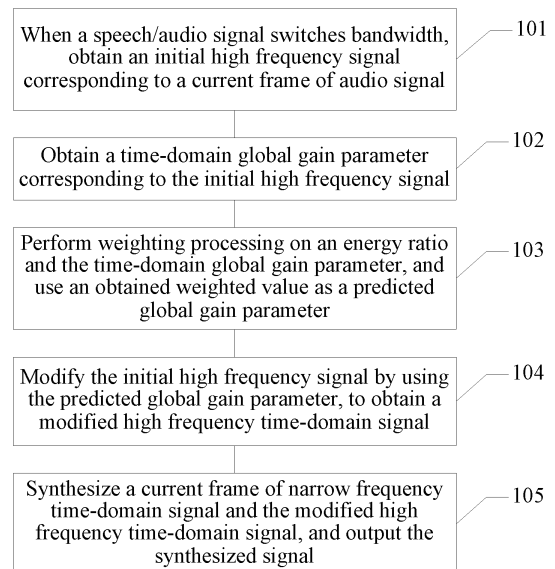 When a speech/audio signal switches bandwidth,
obtain an initial high frequency signal
corresponding to a current frame of audio signal
101
Obtain a time-domain global gain parameter
corresponding to the initial high frequency signal
102
Perform weighting processing on an energy ratio
and the time-domain global gain parameter, and
use an obtained weighted value as a predicted
global gain parameter
103
Modify the initial high frequency signal by using
the predicted global gain parameter, to obtain a
modified high frequency time-domain signal
104
Synthesize a current frame of narrow frequency
time-domain signal and the modified high
frequency time-domain signal, and output the
synthesized signal
105